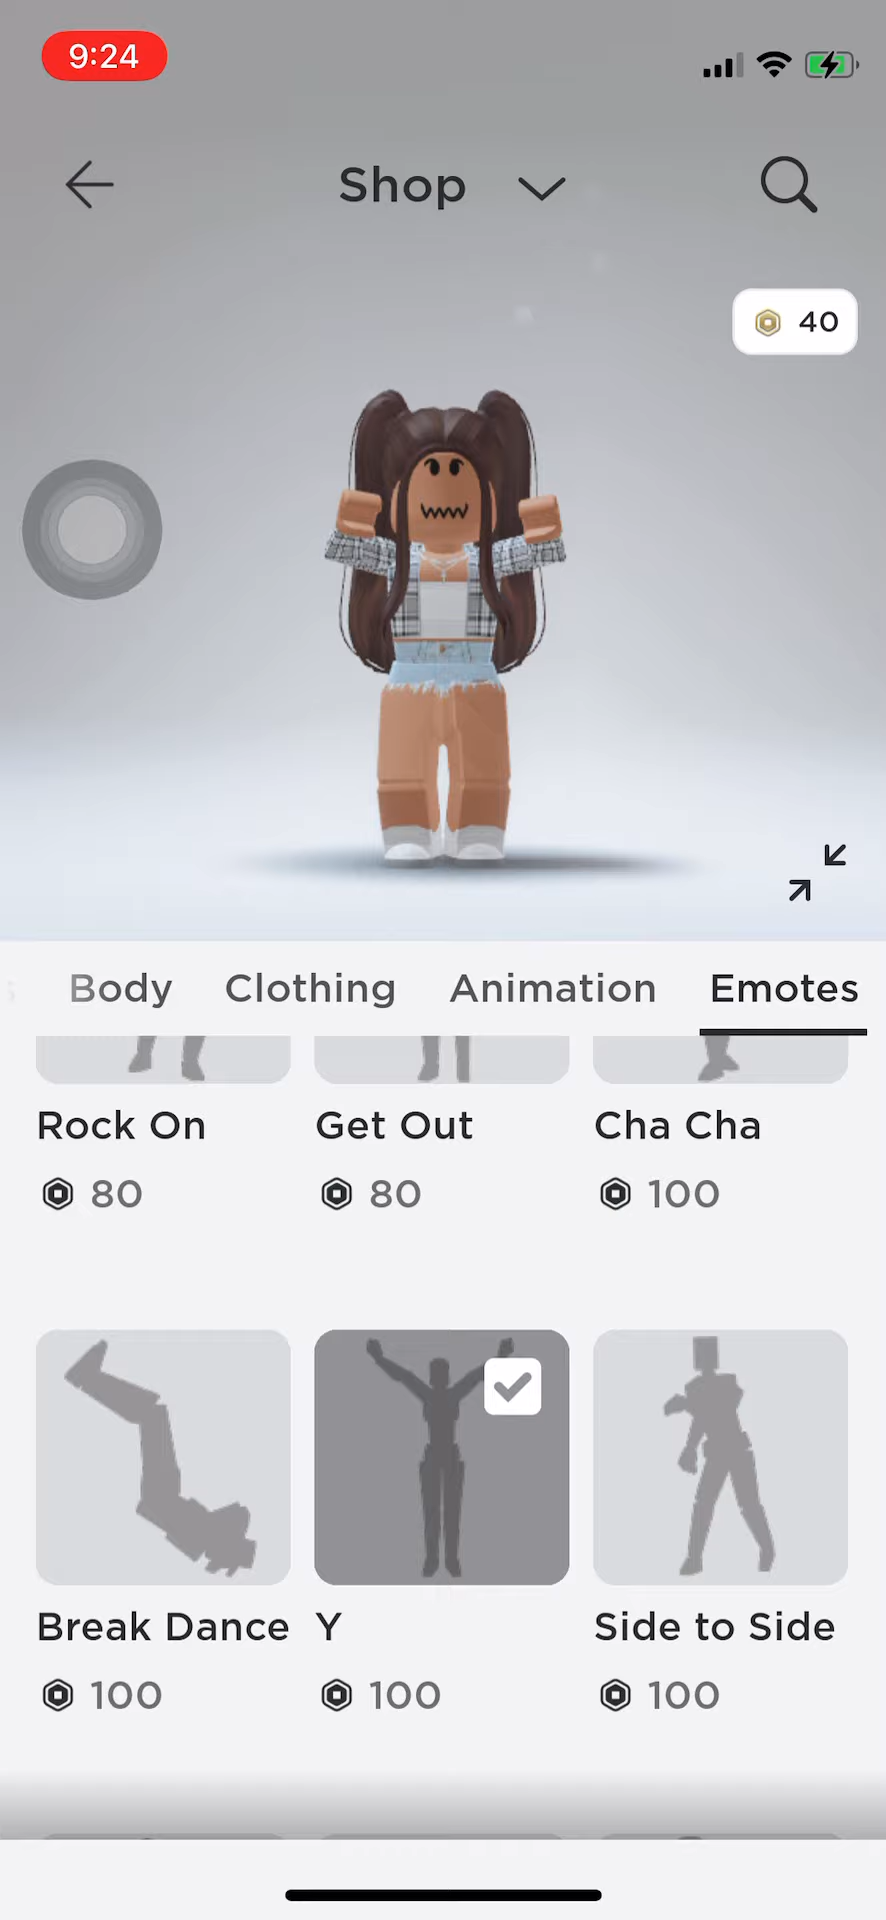 9:24
Shop
40
Body Clothing Animation Emotes
Rock On Get Out Cha Cha
80 80 100
Break Dance Y Side to Side
100 100 100